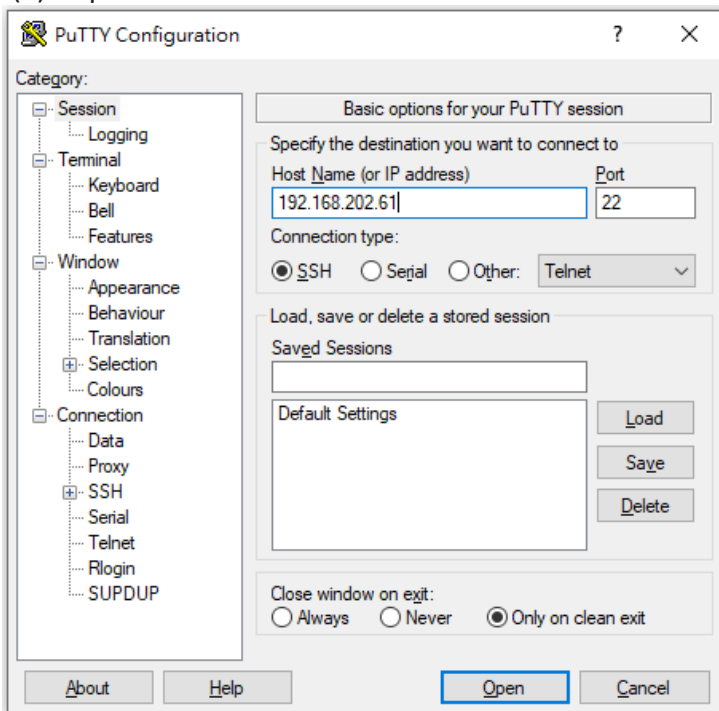 PuTTY Configuration ? ×
Category:
Session
Logging
Terminal
Keyboard
Bell
Features
Window
Appearance
Behaviour
Translation
Selection
Colours
Connection
Data
Proxy
SSH
Serial
Telnet
Rlogin
SUPDUP
Basic options for your PuTTY session
Specify the destination you want to connect to
Host Name (or IP address) Port
192.168.202.61 22
Connection type:
SSH Serial Other: Telnet
Load, save or delete a stored session
Saved Sessions
Default Settings
Load
Save
Delete
Close window on exit:
Always Never Only on clean exit
About Help Open Cancel